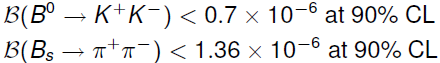 B(B⁰ → K⁺K⁻) < 0.7 × 10⁻⁶ at 90% CL
B(Bₛ → π⁺π⁻) < 1.36 × 10⁻⁶ at 90% CL